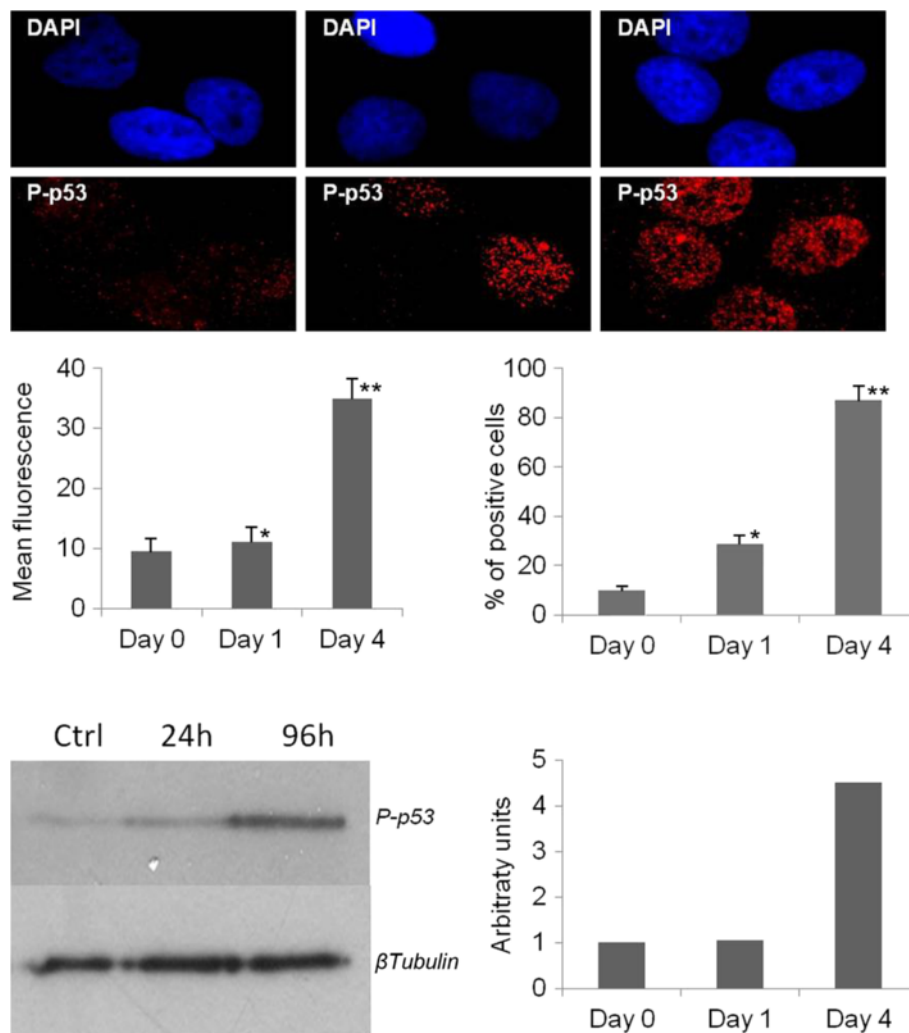 DAPI DAPI DAPI
P-p53 P-p53 P-p53
Mean fluorescence
40
30
20
10
0
Day 0 Day 1 Day 4
*
**
% of positive cells
100
80
60
40
20
0
Day 0 Day 1 Day 4
*
**
Ctrl 24h 96h
P-p53
βTubulin
Arbitraty units
5
4
3
2
1
0
Day 0 Day 1 Day 4